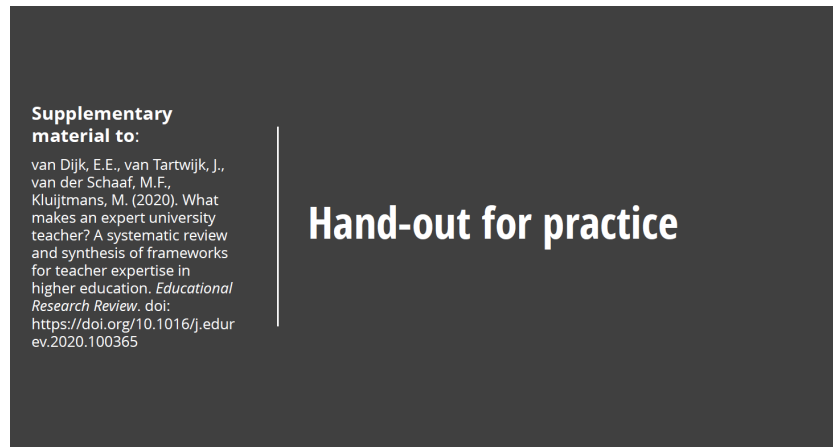 Supplementary
material to:
van Dijk, E.E., van Tartwijk, J.,
van der Schaaf, M.F.,
Kluijtmans, M. (2020). What
makes an expert university
teacher? A systematic review
and synthesis of frameworks
for teacher expertise in
higher education. Educational
Research Review. doi:
https://doi.org/10.1016/j.edur
ev.2020.100365
Hand-out for practice